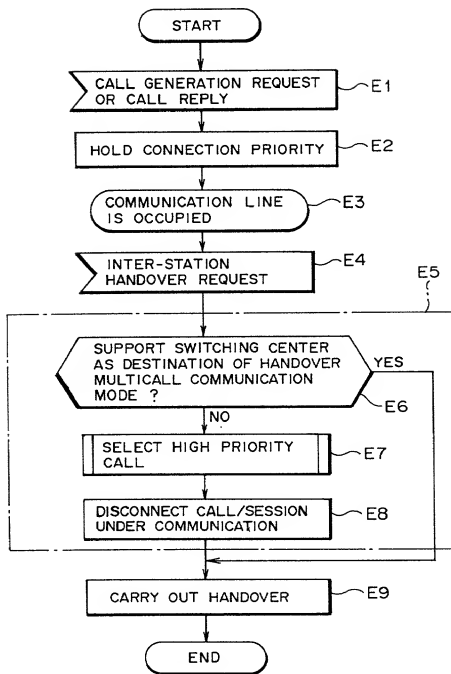 START
CALL GENERATION REQUEST
OR CALL REPLY
E1
HOLD CONNECTION PRIORITY
E2
COMMUNICATION LINE
IS OCCUPIED
E3
INTER-STATION
HANDOVER REQUEST
E4
E5
SUPPORT SWITCHING CENTER
AS DESTINATION OF HANDOVER
MULTICALL COMMUNICATION
MODE ?
YES
E6
NO
SELECT HIGH PRIORITY
CALL
E7
DISCONNECT CALL/SESSION
UNDER COMMUNICATION
E8
CARRY OUT HANDOVER
E9
END